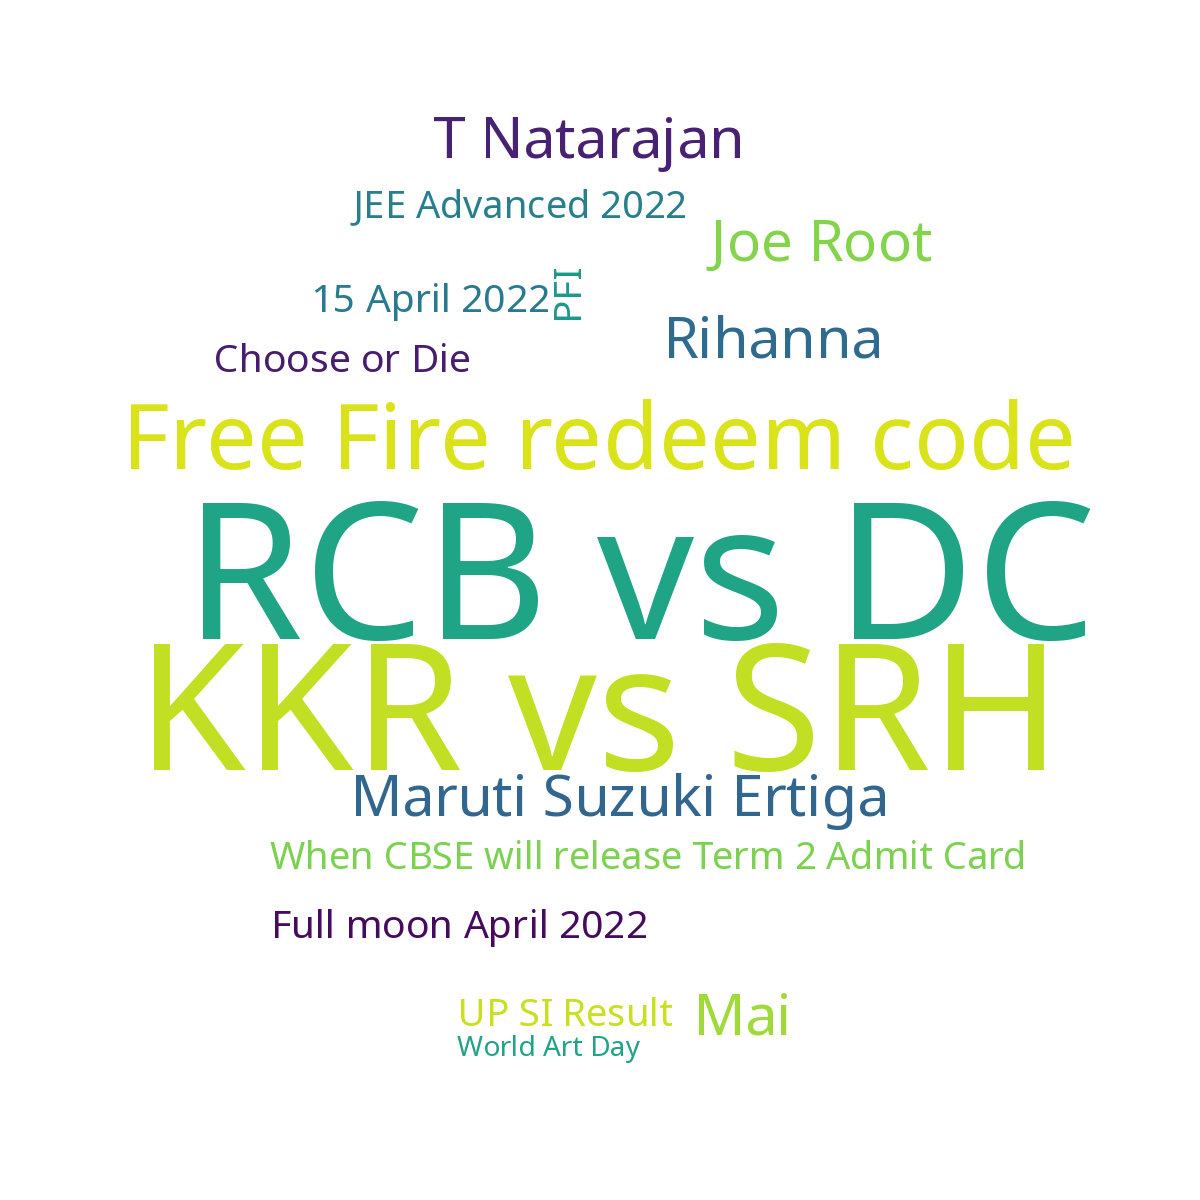 T Natarajan
JEE Advanced 2022
Joe Root
15 April 2022
PFI
Rihanna
Choose or Die
Free Fire redeem code
RCB vs DC
KKR vs SRH
Maruti Suzuki Ertiga
When CBSE will release Term 2 Admit Card
Full moon April 2022
UP SI Result
Mai
World Art Day